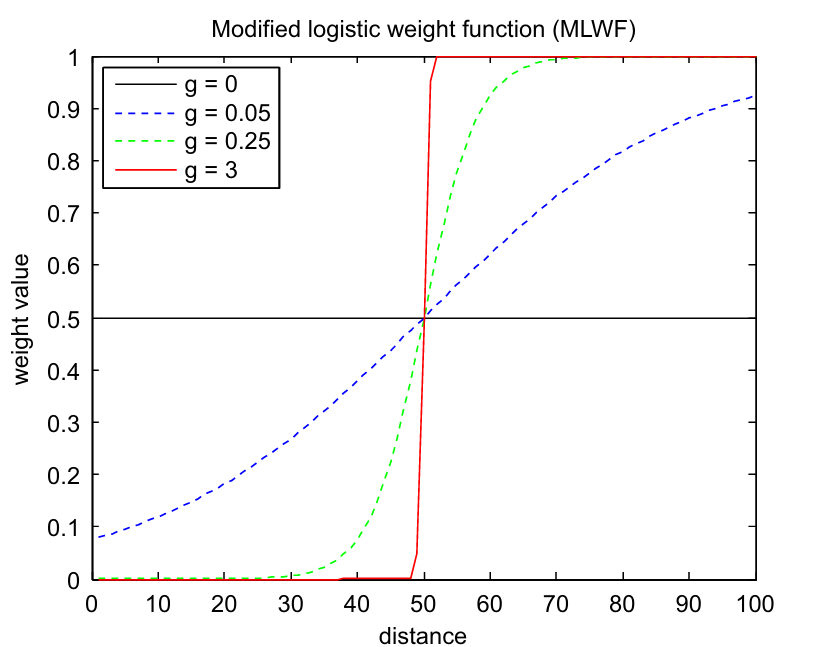 Modified logistic weight function (MLWF)
1
0.9
0.8
0.7
0.6
0.5
0.4
0.3
0.2
0.1
0
g = 0
g = 0.05
g = 0.25
g = 3
weight value
0 10 20 30 40 50 60 70 80 90 100
distance